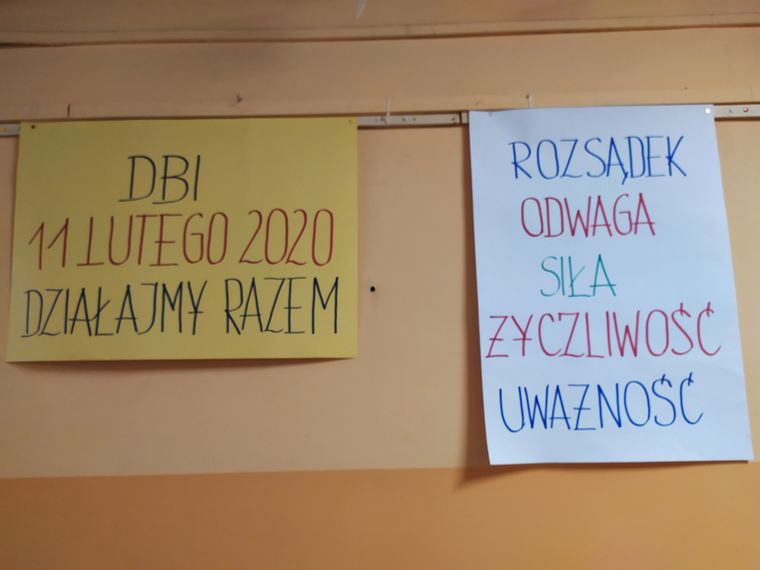 DBI
11 LUTEGO 2020
DZIAŁAJMY RAZEM
ROZSĄDEK
ODWAGA
SIŁA
ŻYCZLIWOŚĆ
UWAŻNOŚĆ